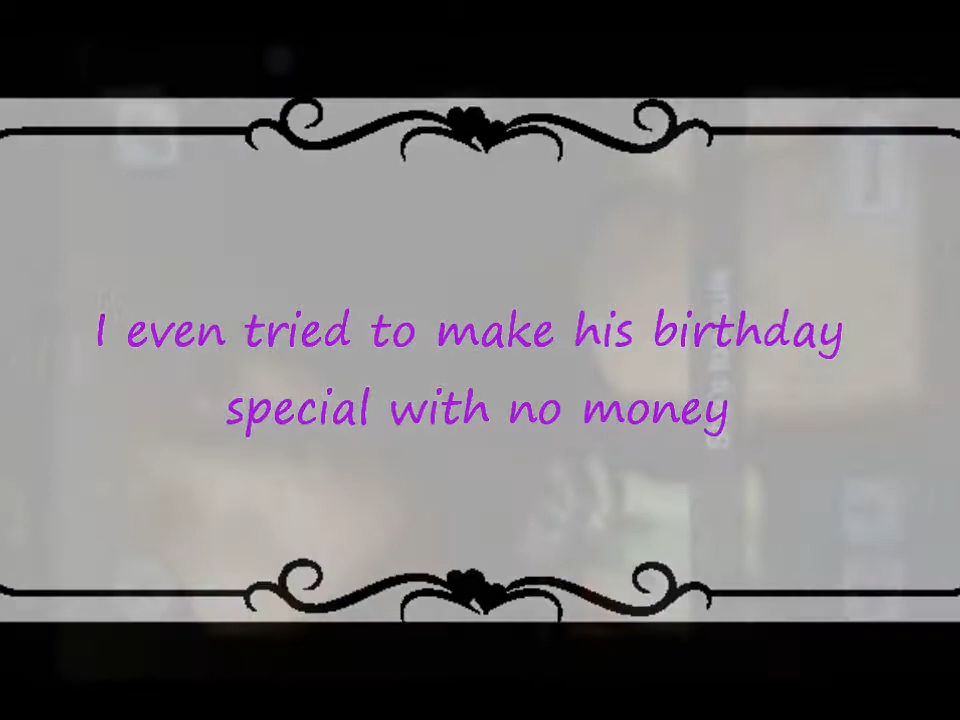 I even tried to make his birthday
special with no money